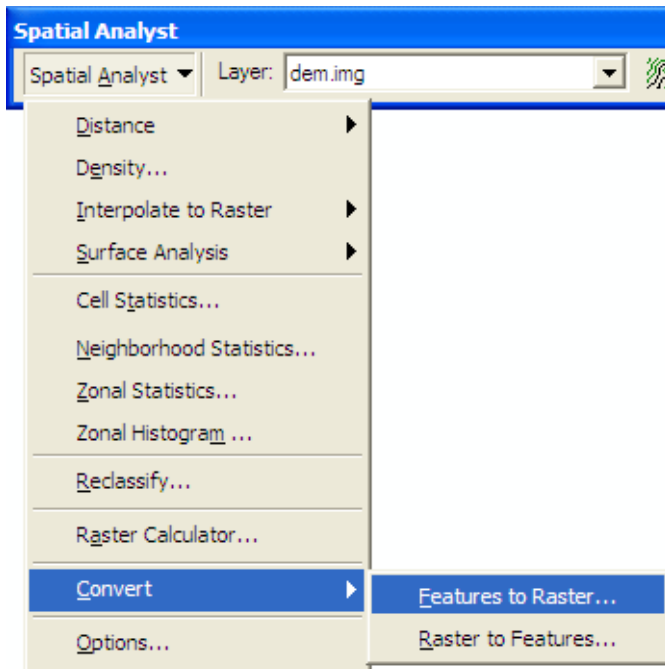 Spatial Analyst
Spatial Analyst Layer: dem.img
Distance
Density...
Interpolate to Raster
Surface Analysis
Cell Statistics...
Neighborhood Statistics...
Zonal Statistics...
Zonal Histogram ...
Reclassify...
Raster Calculator...
Convert
Features to Raster...
Raster to Features...
Options...